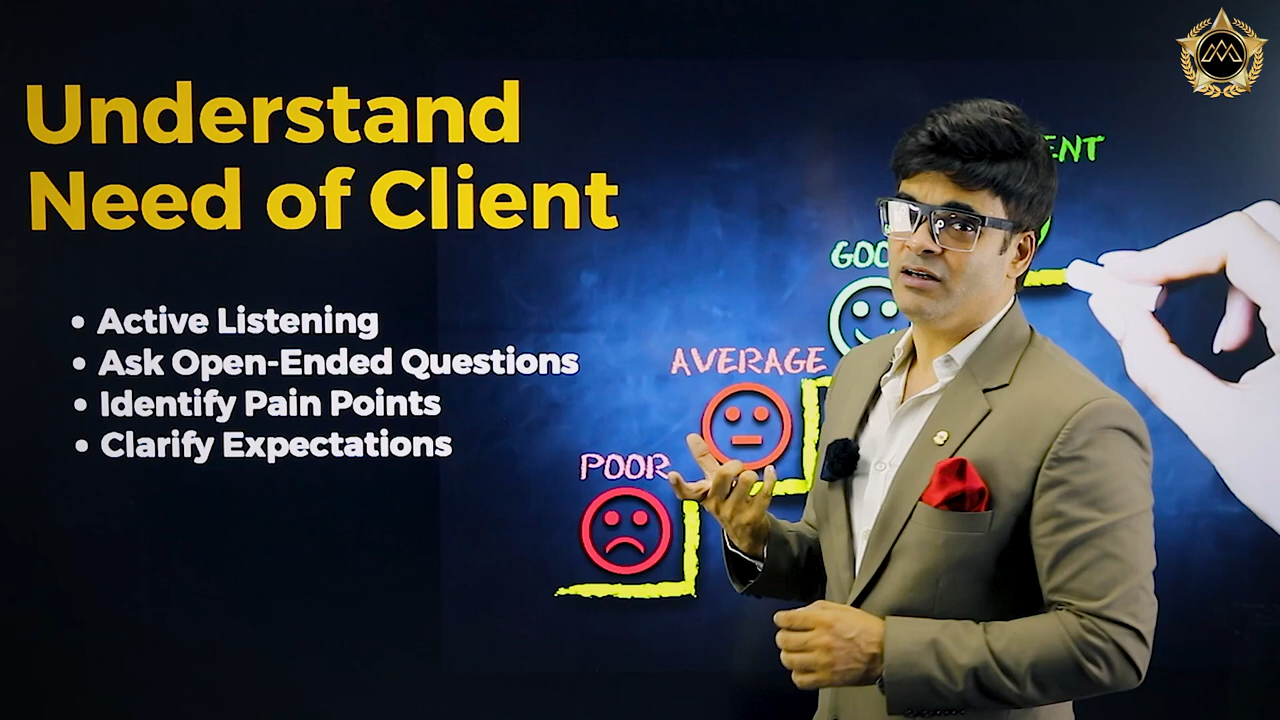 Understand
Need of Client
• Active Listening
• Ask Open-Ended Questions
• Identify Pain Points
• Clarify Expectations
POOR
AVERAGE